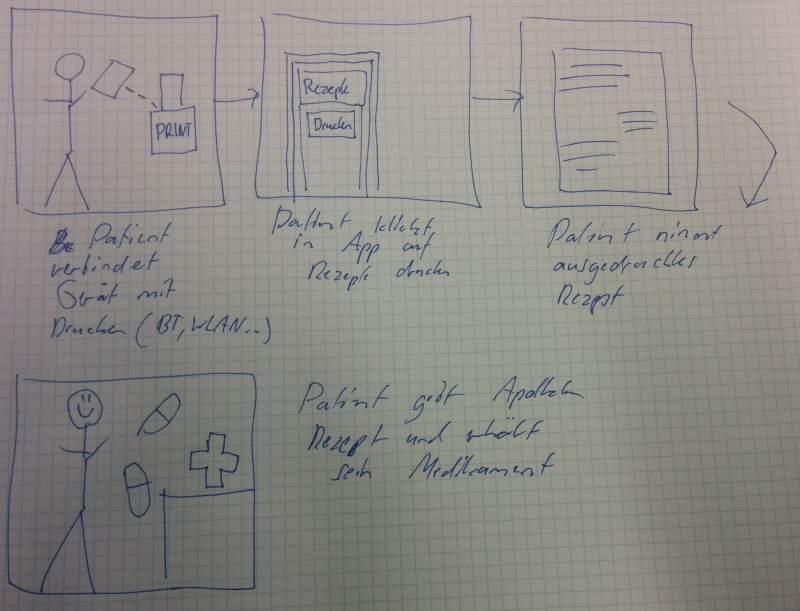 PRINT
Patient
verbindet
Gerät mit
Drucker (BT, WLAN..)
Rezepte
Drucken
Patient klickt
in App auf
Rezepte drucken
Patient nimmt
ausgedrucktes
Rezept
Patient gibt Apotheker
Rezept und erhält
sein Medikament